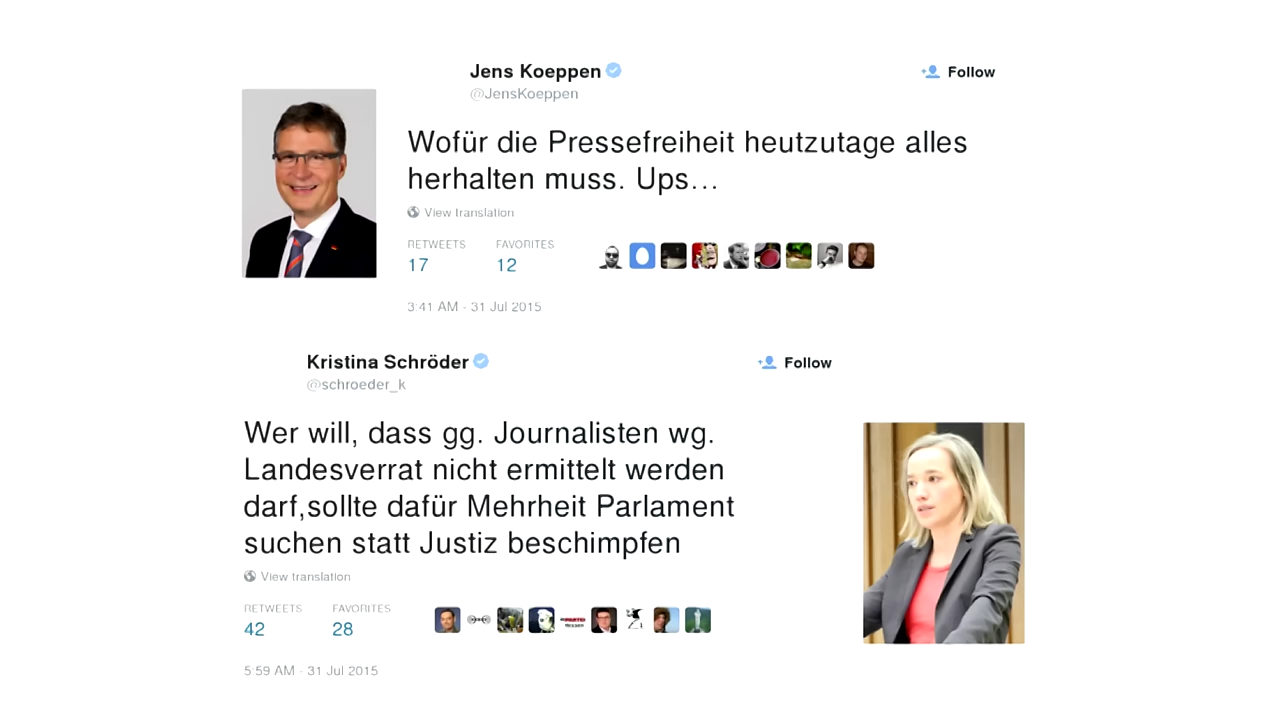 Jens Koeppen
@JensKoeppen
Follow
Wofür die Pressefreiheit heutzutage alles
herhalten muss. Ups…
View translation
RETWEETS FAVORITES
17 12
3:41 AM - 31 Jul 2015
Kristina Schröder
@schroeder_k
Follow
Wer will, dass gg. Journalisten wg.
Landesverrat nicht ermittelt werden
darf,sollte dafür Mehrheit Parlament
suchen statt Justiz beschimpfen
View translation
RETWEETS FAVORITES
42 28
5:59 AM - 31 Jul 2015